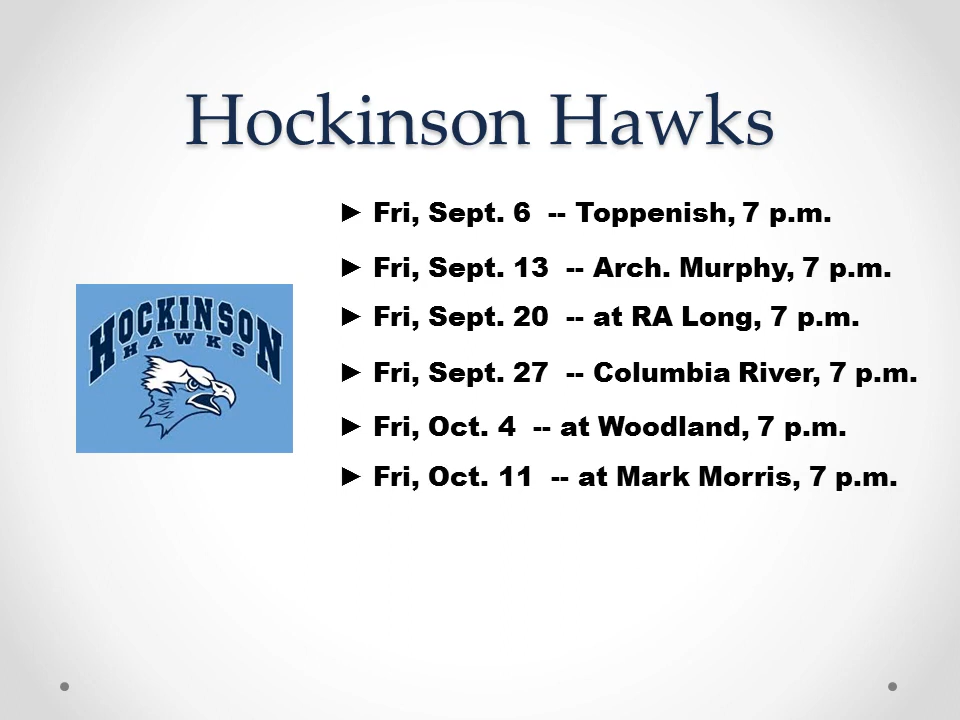 Hockinson Hawks
► Fri, Sept. 6 -- Toppenish, 7 p.m.
► Fri, Sept. 13 -- Arch. Murphy, 7 p.m.
► Fri, Sept. 20 -- at RA Long, 7 p.m.
► Fri, Sept. 27 -- Columbia River, 7 p.m.
► Fri, Oct. 4 -- at Woodland, 7 p.m.
► Fri, Oct. 11 -- at Mark Morris, 7 p.m.
HOCKINSON
HAWKS